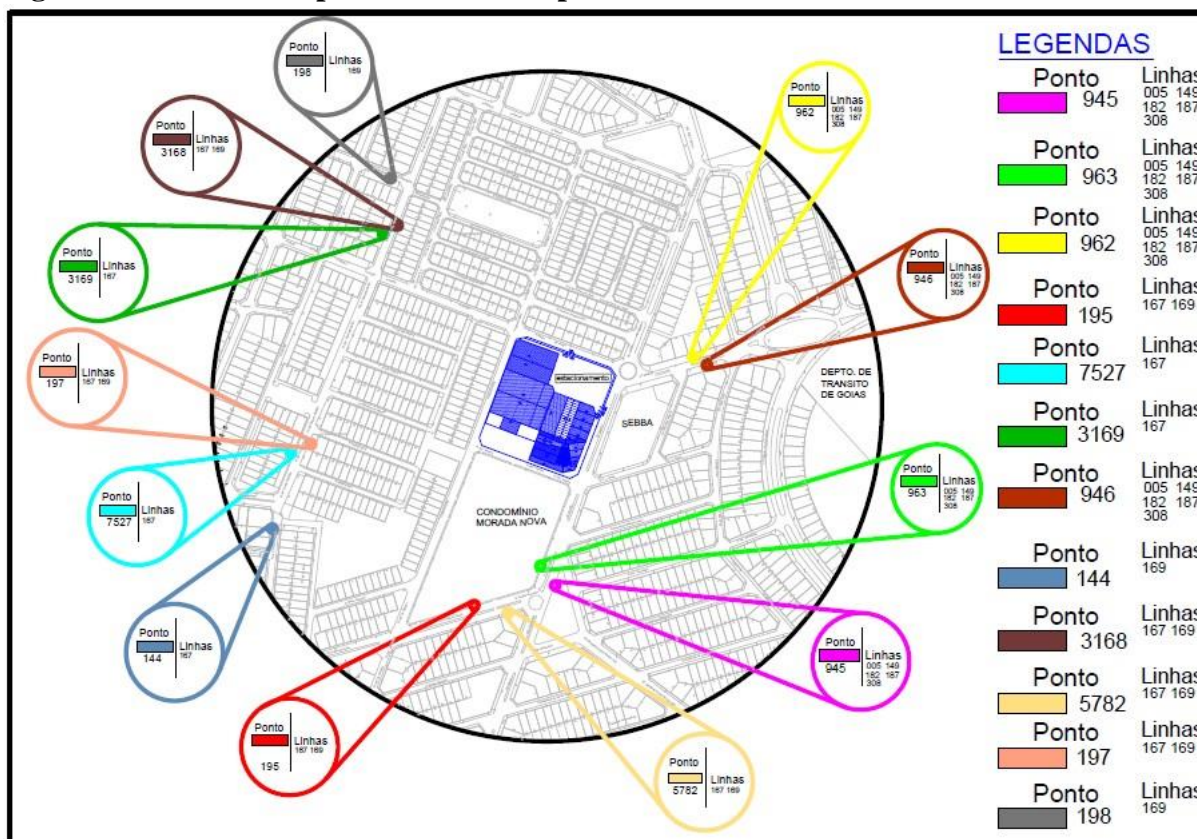 Ponto
198
Linhas
169
Ponto
3168
Linhas
167 169
Ponto
3169
Linhas
167
Ponto
197
Linhas
167 169
Ponto
7527
Linhas
167
Ponto
144
Linhas
167
Ponto
195
Linhas
167 169
Ponto
5782
Linhas
167 169
Ponto
945
Linhas
005 149
182 187
308
Ponto
963
Linhas
005 149
182 187
308
Ponto
946
Linhas
005 149
182 187
308
Ponto
962
Linhas
005 149
182 187
308
estacionamento
SEBBA
DEPTO. DE
TRANSITO
DE GOIAS
CONDOMÍNIO
MORADA NOVA
LEGENDAS
Ponto Linhas
945 005 149
182 187
308
Ponto Linhas
963 005 149
182 187
308
Ponto Linhas
962 005 149
182 187
308
Ponto Linhas
195 167 169
Ponto Linhas
7527 167
Ponto Linhas
3169 167
Ponto Linhas
946 005 149
182 187
308
Ponto Linhas
144 169
Ponto Linhas
3168 167 169
Ponto Linhas
5782 167 169
Ponto Linhas
197 167 169
Ponto Linhas
198 169